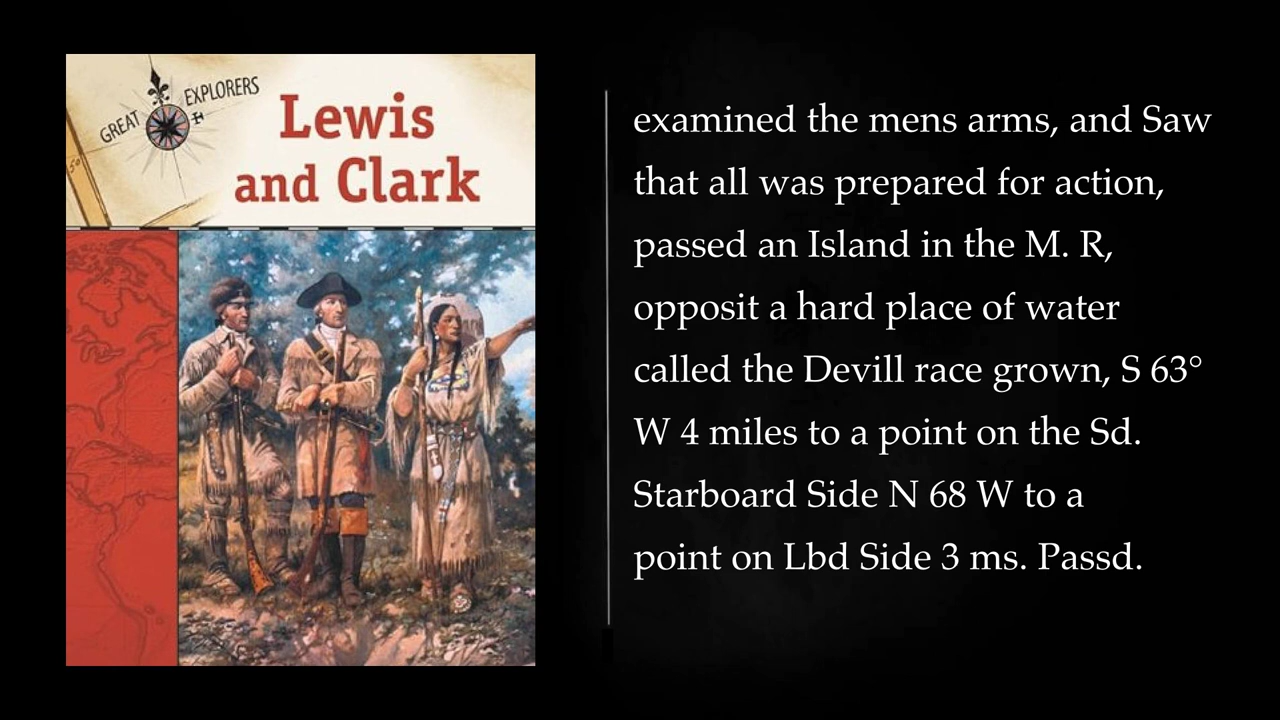 GREAT EXPLORERS
Lewis
and Clark
50
examined the mens arms, and Saw
that all was prepared for action,
passed an Island in the M. R,
opposit a hard place of water
called the Devill race grown, S 63°
W 4 miles to a point on the Sd.
Starboard Side N 68 W to a
point on Lbd Side 3 ms. Passd.